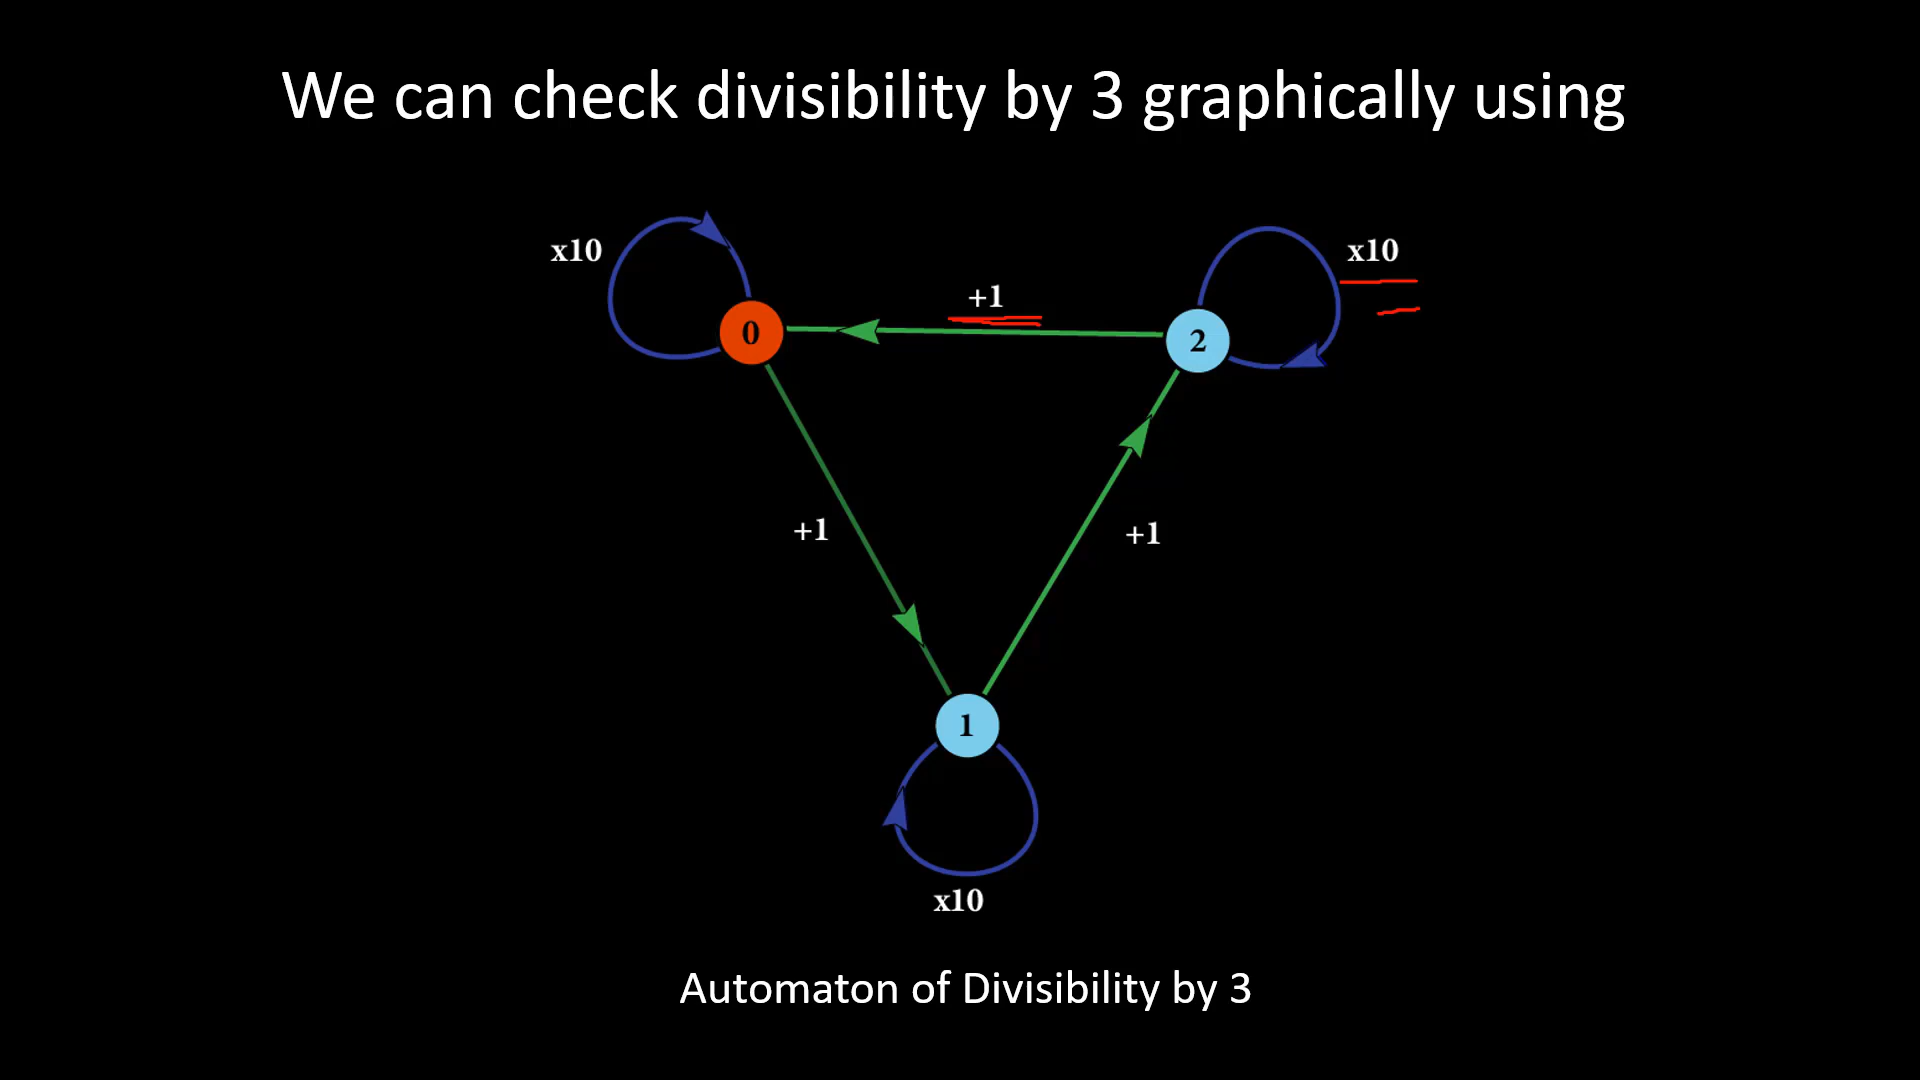 We can check divisibility by 3 graphically using
x10
x10
+1
0
2
+1
+1
1
x10
Automaton of Divisibility by 3